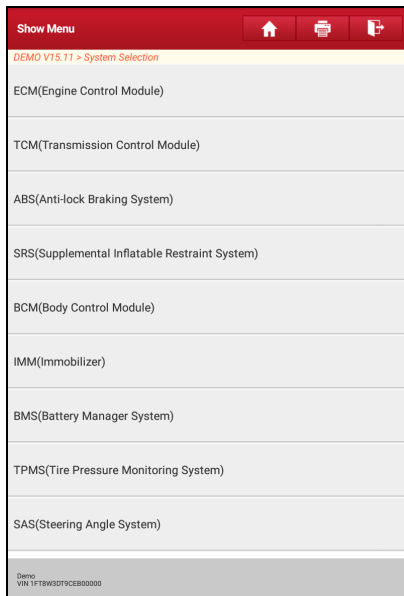 Show Menu
DEMO V15.11 > System Selection
ECM(Engine Control Module)
TCM(Transmission Control Module)
ABS(Anti-lock Braking System)
SRS(Supplemental Inflatable Restraint System)
BCM(Body Control Module)
IMM(Immobilizer)
BMS(Battery Manager System)
TPMS(Tire Pressure Monitoring System)
SAS(Steering Angle System)
Demo
VIN 1FT8W3DT9CEB00000